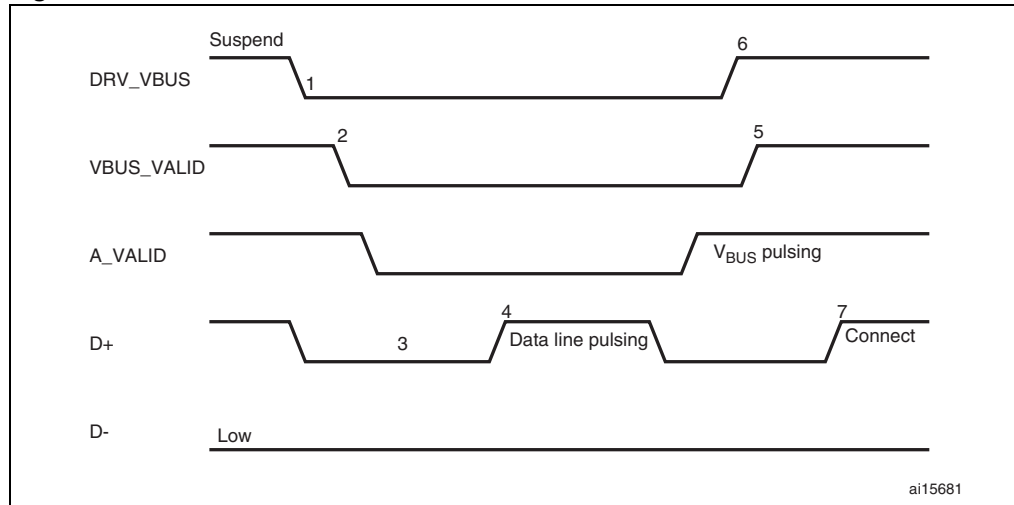 Suspend
6
DRV_VBUS
1
2
5
VBUS_VALID
A_VALID
VBUS pulsing
4
7
D+
3
Data line pulsing
Connect
D-
Low
ai15681